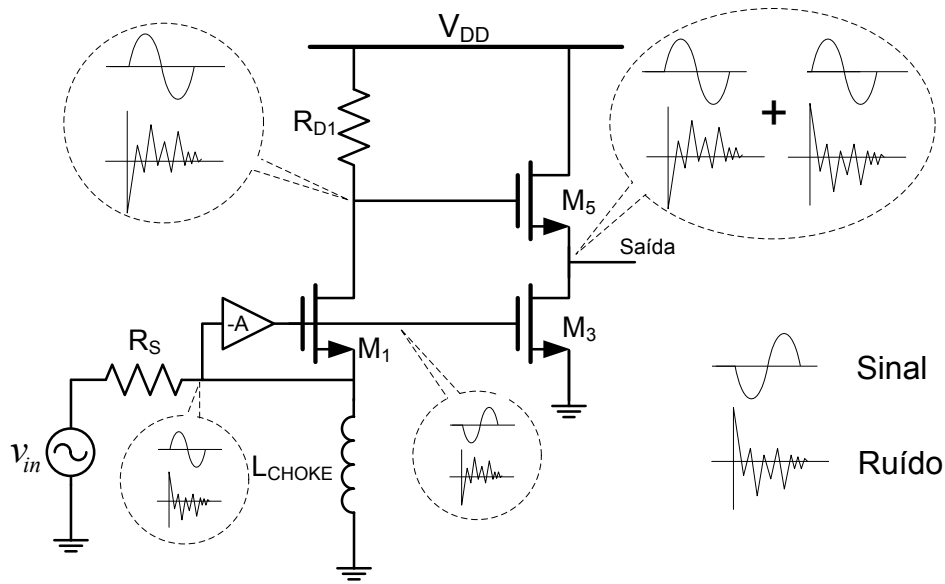 V_DD
R_D1
+
M_5
Saída
-A
M_1
M_3
R_S
v_in
L_CHOKE
Sinal
Ruído